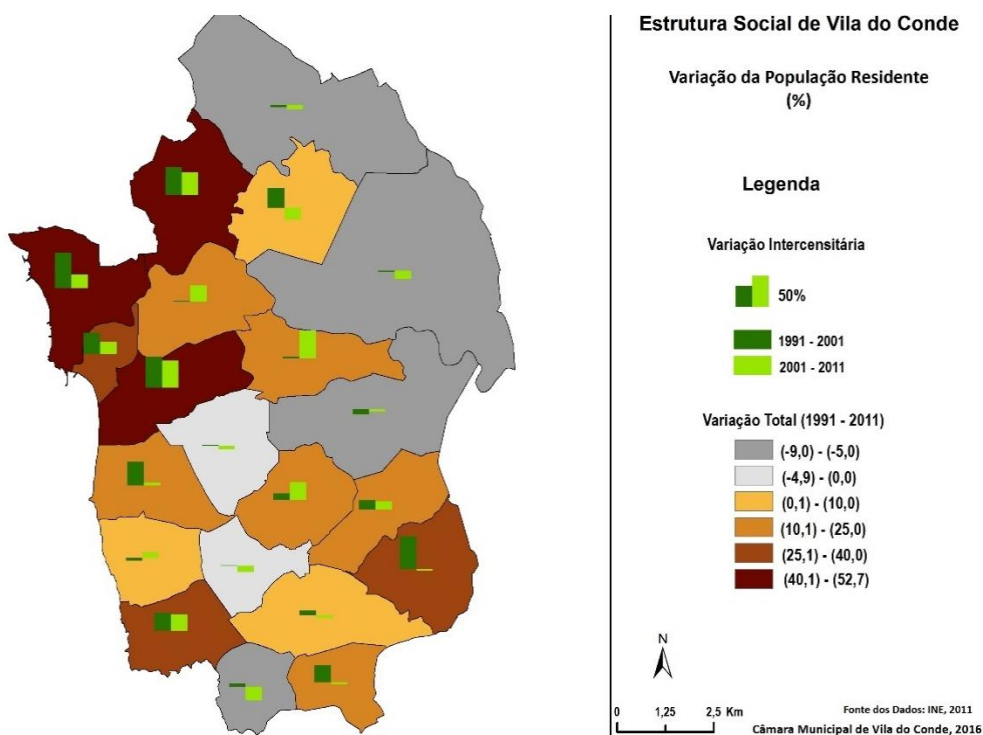 Estrutura Social de Vila do Conde
Variação da População Residente
(%)
Legenda
Variação Intercensitária
50%
1991 - 2001
2001 - 2011
Variação Total (1991 - 2011)
(-9,0) - (-5,0)
(-4,9) - (0,0)
(0,1) - (10,0)
(10,1) - (25,0)
(25,1) - (40,0)
(40,1) - (52,7)
N
0 1,25 2,5 Km
Fonte dos Dados: INE, 2011
Câmara Municipal de Vila do Conde, 2016